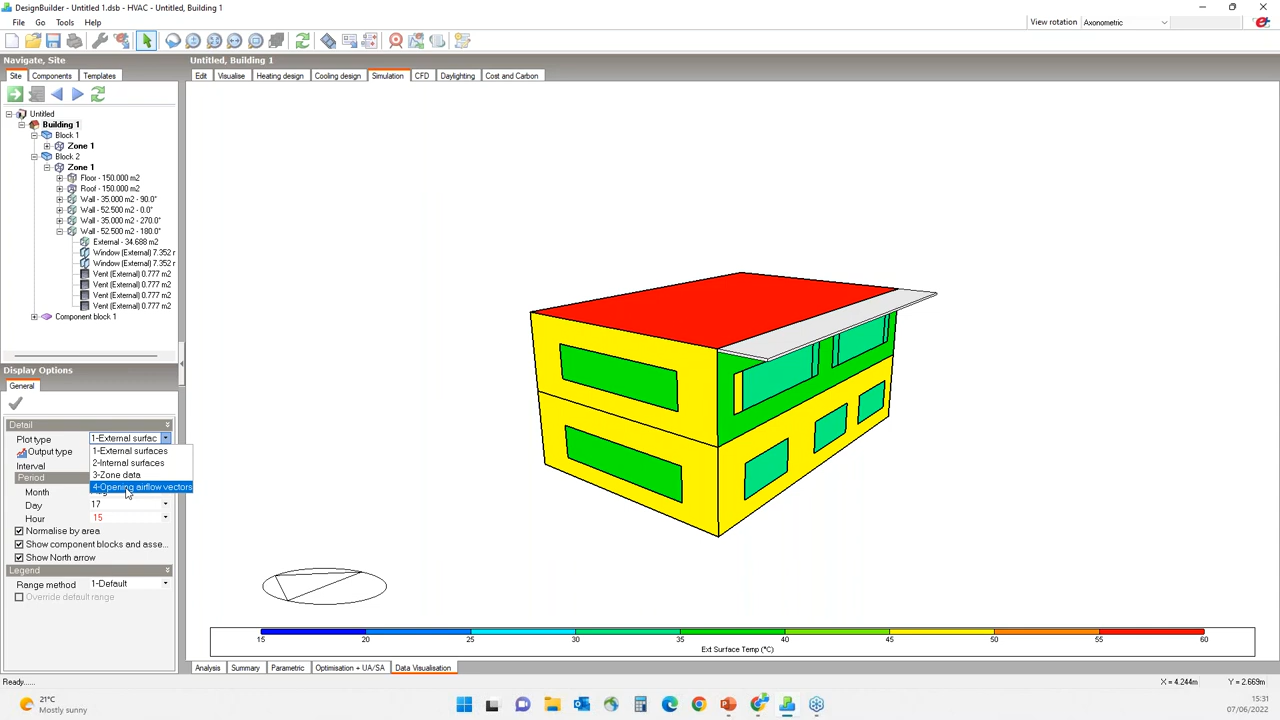 DesignBuilder - Untitled 1.dsb - HVAC - Untitled, Building 1
File Go Tools Help
View rotation Axonometric
Navigate, Site
Untitled, Building 1
Site Components Templates
Edit Visualise Heating design Cooling design Simulation CFD Daylighting Cost and Carbon
Untitled
Building 1
Block 1
Zone 1
Block 2
Zone 1
Floor - 150.000 m2
Roof - 150.000 m2
Wall - 35.000 m2 - 90.0°
Wall - 52.500 m2 - 0.0°
Wall - 35.000 m2 - 270.0°
Wall - 52.500 m2 - 180.0°
External - 34.688 m2
Window (External) 7.352 r
Window (External) 7.352 r
Vent (External) 0.777 m2
Vent (External) 0.777 m2
Vent (External) 0.777 m2
Vent (External) 0.777 m2
Component block 1
Display Options
General
Detail
Plot type 1-External surfac
Output type 1-External surfaces
Interval 2-Internal surfaces
Period 3-Zone data
4-Opening airflow vectors
Month
Day 17
Hour 15
Normalise by area
Show component blocks and asse...
Show North arrow
Legend
Range method 1-Default
Override default range
15 20 25 30 35 40 45 50 55 60
Ext Surface Temp (°C)
Analysis Summary Parametric Optimisation + UA/SA Data Visualisation
Ready......
X = 4.244m Y = 2.669m
21°C
Mostly sunny
15:31
07/06/2022